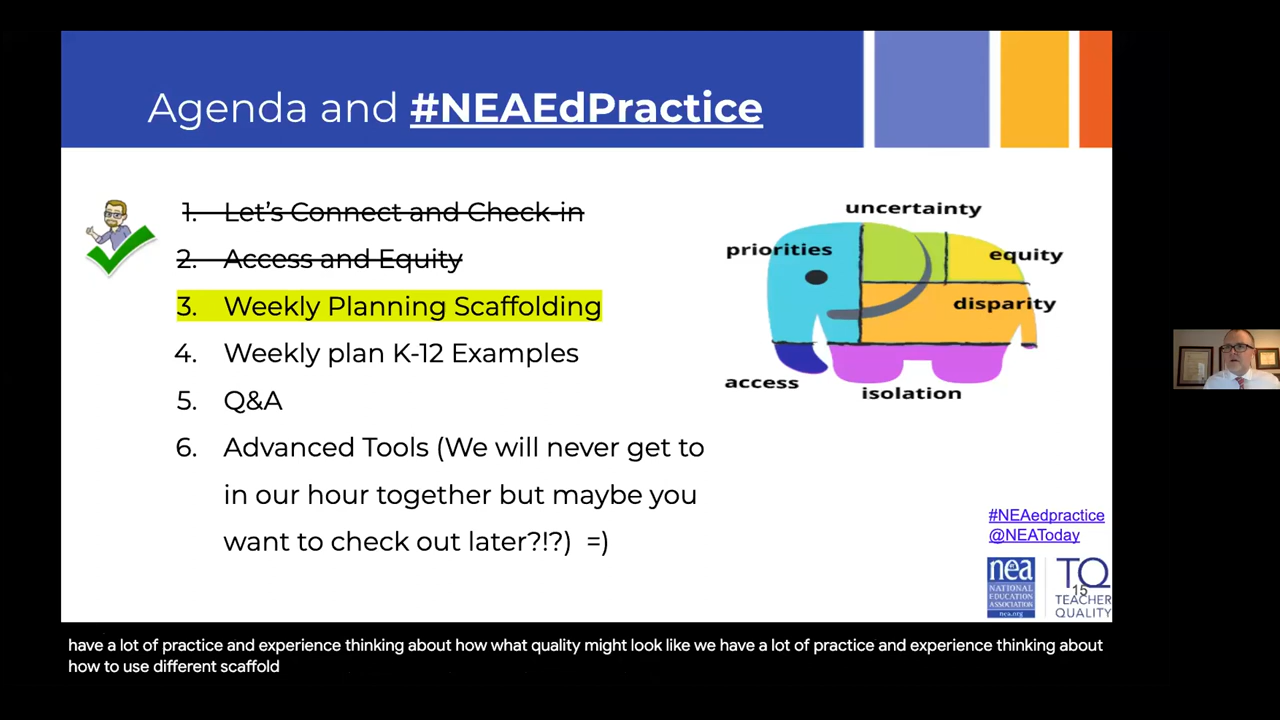 Agenda and #NEAEdPractice
1. Let's Connect and Check-in
2. Access and Equity
3. Weekly Planning Scaffolding
4. Weekly plan K-12 Examples
5. Q&A
6. Advanced Tools (We will never get to
in our hour together but maybe you
want to check out later?!?) =)
uncertainty
priorities
equity
disparity
access
isolation
#NEAedpractice
@NEAToday
nea
NATIONAL
EDUCATION
ASSOCIATION
nea.org
TQ
15
TEACHER
QUALITY
have a lot of practice and experience thinking about how what quality might look like we have a lot of practice and experience thinking about
how to use different scaffold